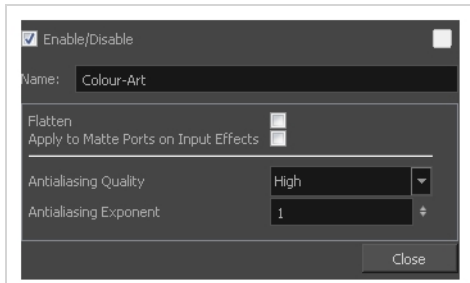 Enable/Disable
Name: Colour-Art
Flatten
Apply to Matte Ports on Input Effects
Antialiasing Quality High
Antialiasing Exponent 1
Close